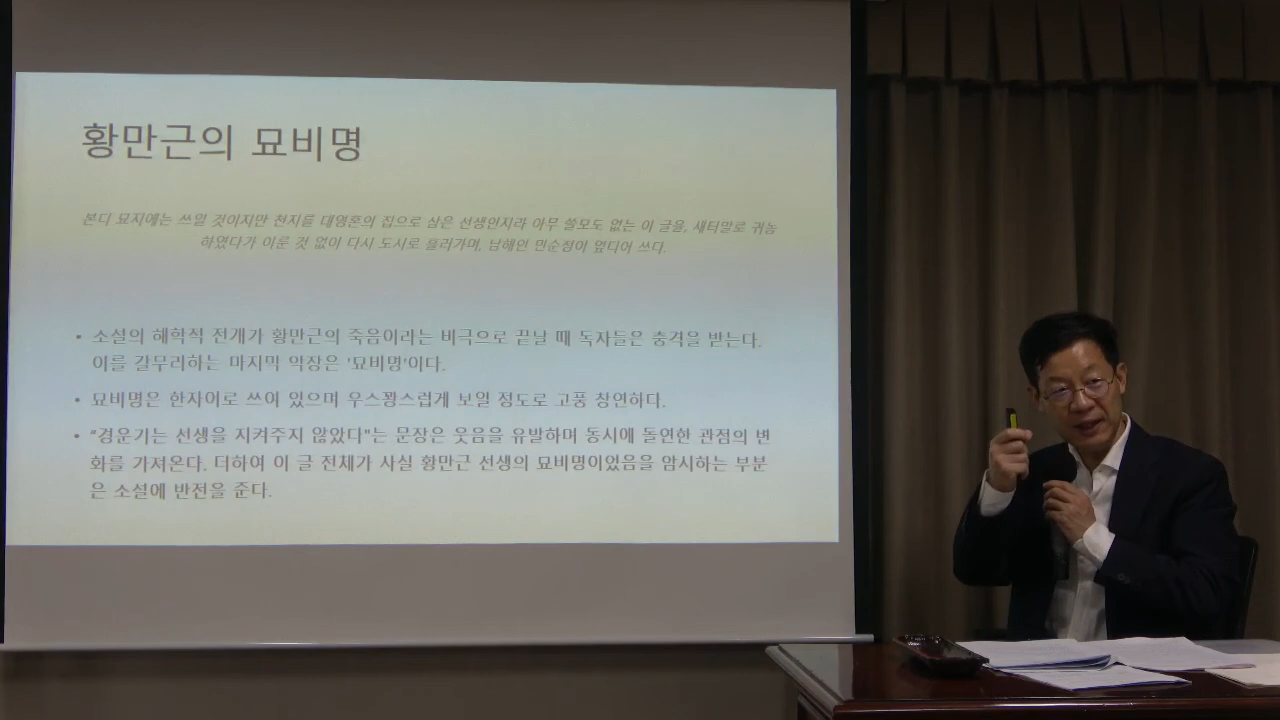 황만근의 묘비명
본디 묘지에는 쓰일 것이지만 천지를 대영혼의 집으로 삼은 선생인지라 아무 쓸모도 없는 이 글을, 새터말로 귀농
하였다가 이룬 것 없이 다시 도시로 흘러가며, 남해인 민순정이 엎디어 쓰다.
• 소설의 해학적 전개가 황만근의 죽음이라는 비극으로 끝날 때 독자들은 충격을 받는다.
이를 갈무리하는 마지막 악장은 '묘비명'이다.
• 묘비명은 한자어로 쓰여 있으며 우스꽝스럽게 보일 정도로 고풍 창연하다.
• "경운기는 선생을 지켜주지 않았다"는 문장은 웃음을 유발하며 동시에 돌연한 관점의 변
화를 가져온다. 더하여 이 글 전체가 사실 황만근 선생의 묘비명이었음을 암시하는 부분
은 소설에 반전을 준다.